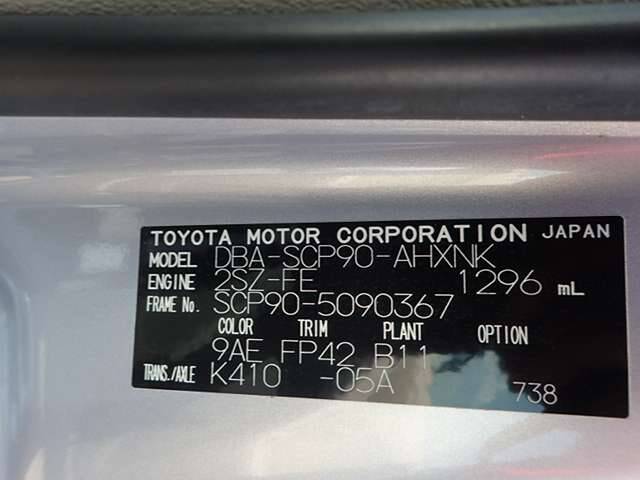 TOYOTA MOTOR CORPORATION JAPAN
MODEL DBA-SCP90-AHXNK
ENGINE 2SZ-FE 1296 mL
FRAME No. SCP90-5090367
COLOR TRIM PLANT OPTION
9AE FP42 B11
TRANS./AXLE K410 -05A 738